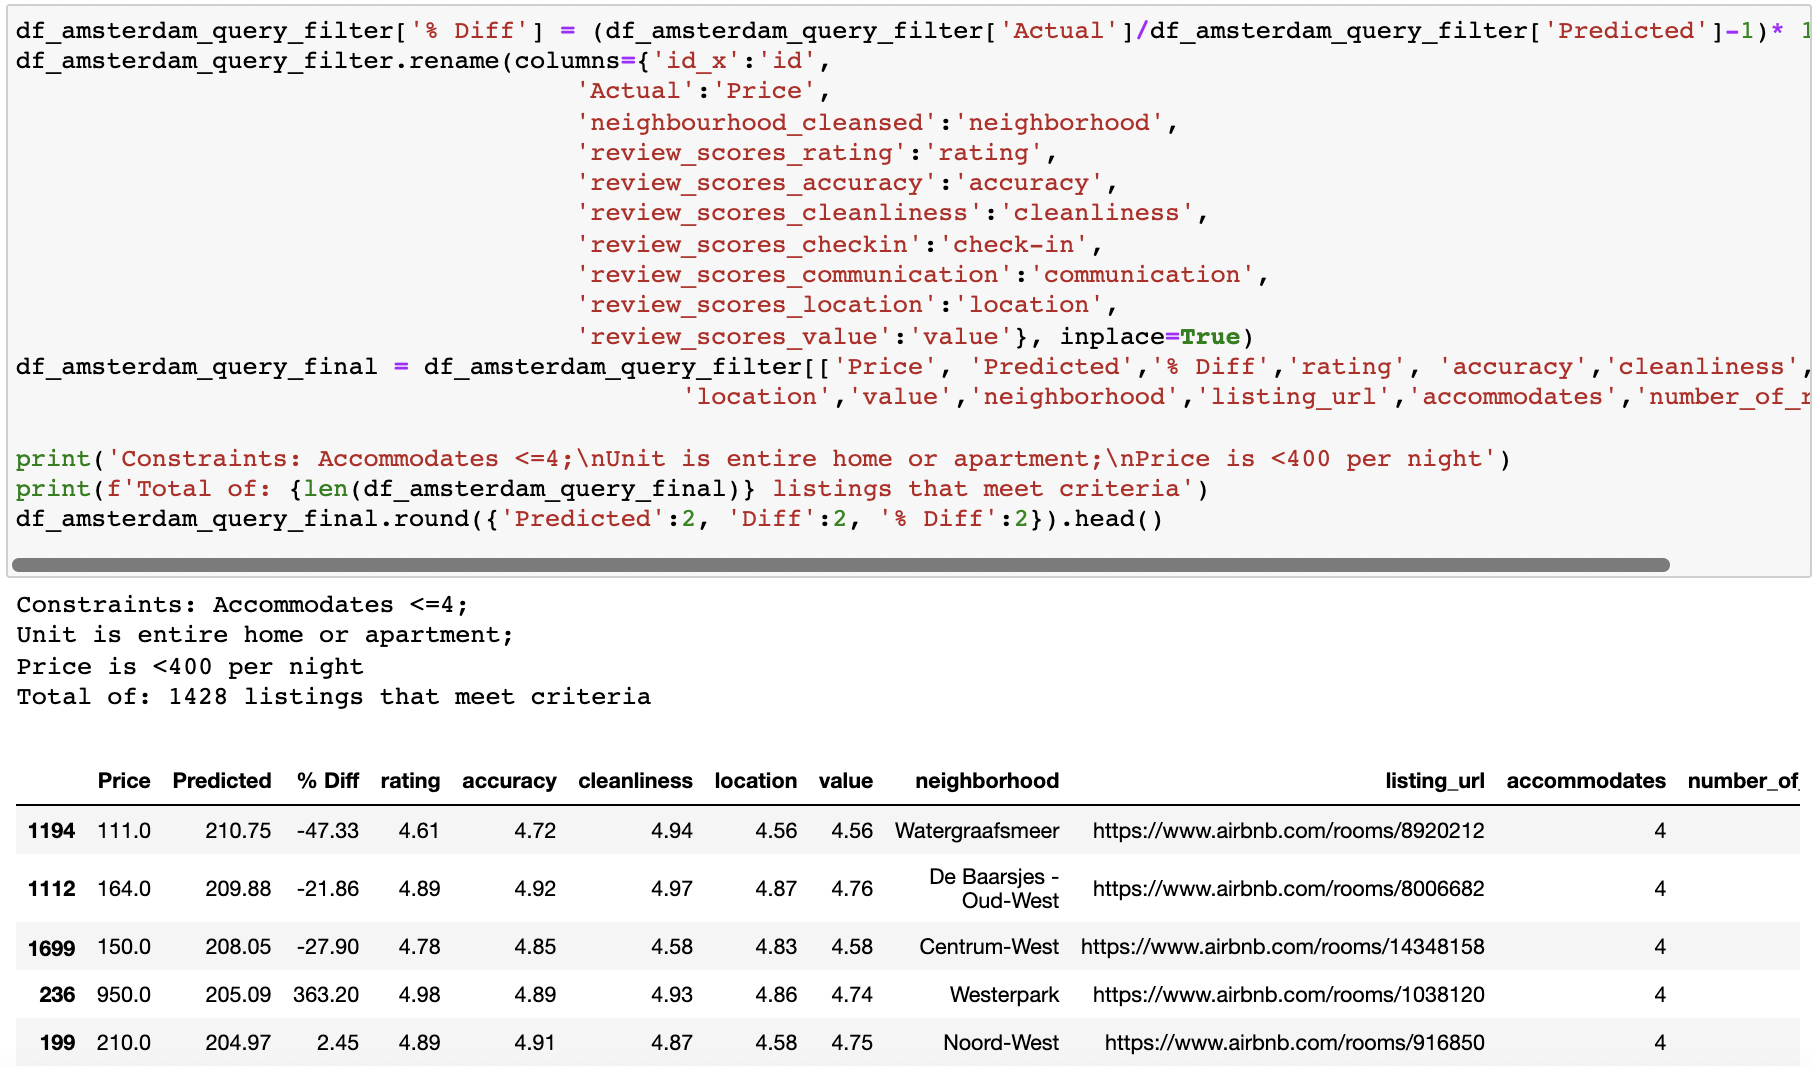 df_amsterdam_query_filter['% Diff'] = (df_amsterdam_query_filter['Actual']/df_amsterdam_query_filter['Predicted']-1)* 1
df_amsterdam_query_filter.rename(columns={'id_x':'id',
'Actual':'Price',
'neighbourhood_cleansed':'neighborhood',
'review_scores_rating':'rating',
'review_scores_accuracy':'accuracy',
'review_scores_cleanliness':'cleanliness',
'review_scores_checkin':'check-in',
'review_scores_communication':'communication',
'review_scores_location':'location',
'review_scores_value':'value'}, inplace=True)
df_amsterdam_query_final = df_amsterdam_query_filter[['Price', 'Predicted','% Diff','rating', 'accuracy','cleanliness',
'location','value','neighborhood','listing_url','accommodates','number_of_r
print('Constraints: Accommodates <=4;\nUnit is entire home or apartment;\nPrice is <400 per night')
print(f'Total of: {len(df_amsterdam_query_final)} listings that meet criteria')
df_amsterdam_query_final.round({'Predicted':2, 'Diff':2, '% Diff':2}).head()
Constraints: Accommodates <=4;
Unit is entire home or apartment;
Price is <400 per night
Total of: 1428 listings that meet criteria
Price Predicted % Diff rating accuracy cleanliness location value neighborhood listing_url accommodates number_of_
1194 111.0 210.75 -47.33 4.61 4.72 4.94 4.56 4.56 Watergraafsmeer https://www.airbnb.com/rooms/8920212 4
1112 164.0 209.88 -21.86 4.89 4.92 4.97 4.87 4.76 De Baarsjes - https://www.airbnb.com/rooms/8006682 4
Oud-West
1699 150.0 208.05 -27.90 4.78 4.85 4.58 4.83 4.58 Centrum-West https://www.airbnb.com/rooms/14348158 4
236 950.0 205.09 363.20 4.98 4.89 4.93 4.86 4.74 Westerpark https://www.airbnb.com/rooms/1038120 4
199 210.0 204.97 2.45 4.89 4.91 4.87 4.58 4.75 Noord-West https://www.airbnb.com/rooms/916850 4